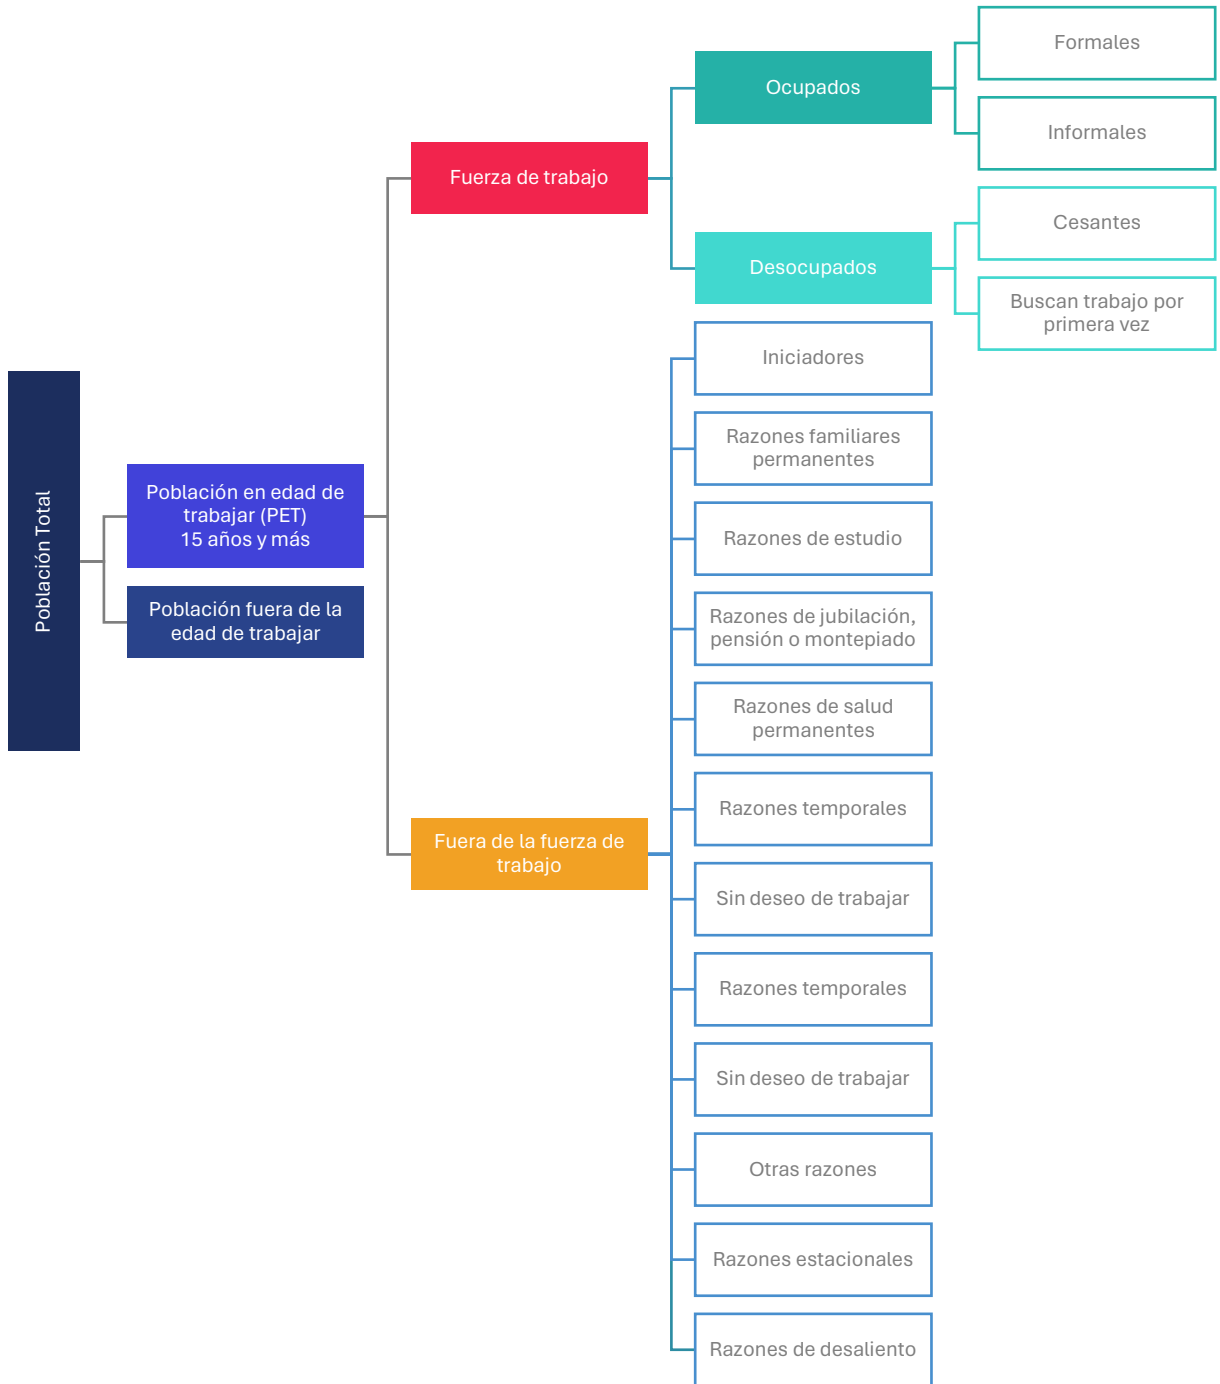 Población Total
Población en edad de
trabajar (PET)
15 años y más
Población fuera de la
edad de trabajar
Fuerza de trabajo
Ocupados
Formales
Informales
Desocupados
Cesantes
Buscan trabajo por
primera vez
Fuera de la fuerza de
trabajo
Iniciadores
Razones familiares
permanentes
Razones de estudio
Razones de jubilación,
pensión o montepiado
Razones de salud
permanentes
Razones temporales
Sin deseo de trabajar
Razones temporales
Sin deseo de trabajar
Otras razones
Razones estacionales
Razones de desaliento